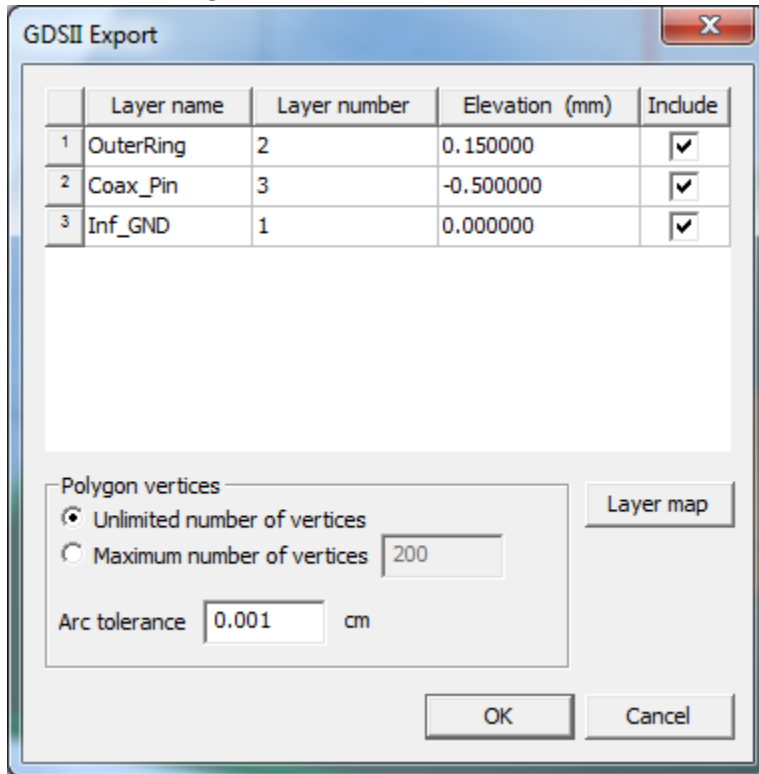 GDSII Export
X
Layer name Layer number Elevation (mm) Include
1 OuterRing 2 0.150000
2 Coax_Pin 3 -0.500000
3 Inf_GND 1 0.000000
Polygon vertices
Layer map
Unlimited number of vertices
Maximum number of vertices 200
Arc tolerance 0.001 cm
OK Cancel